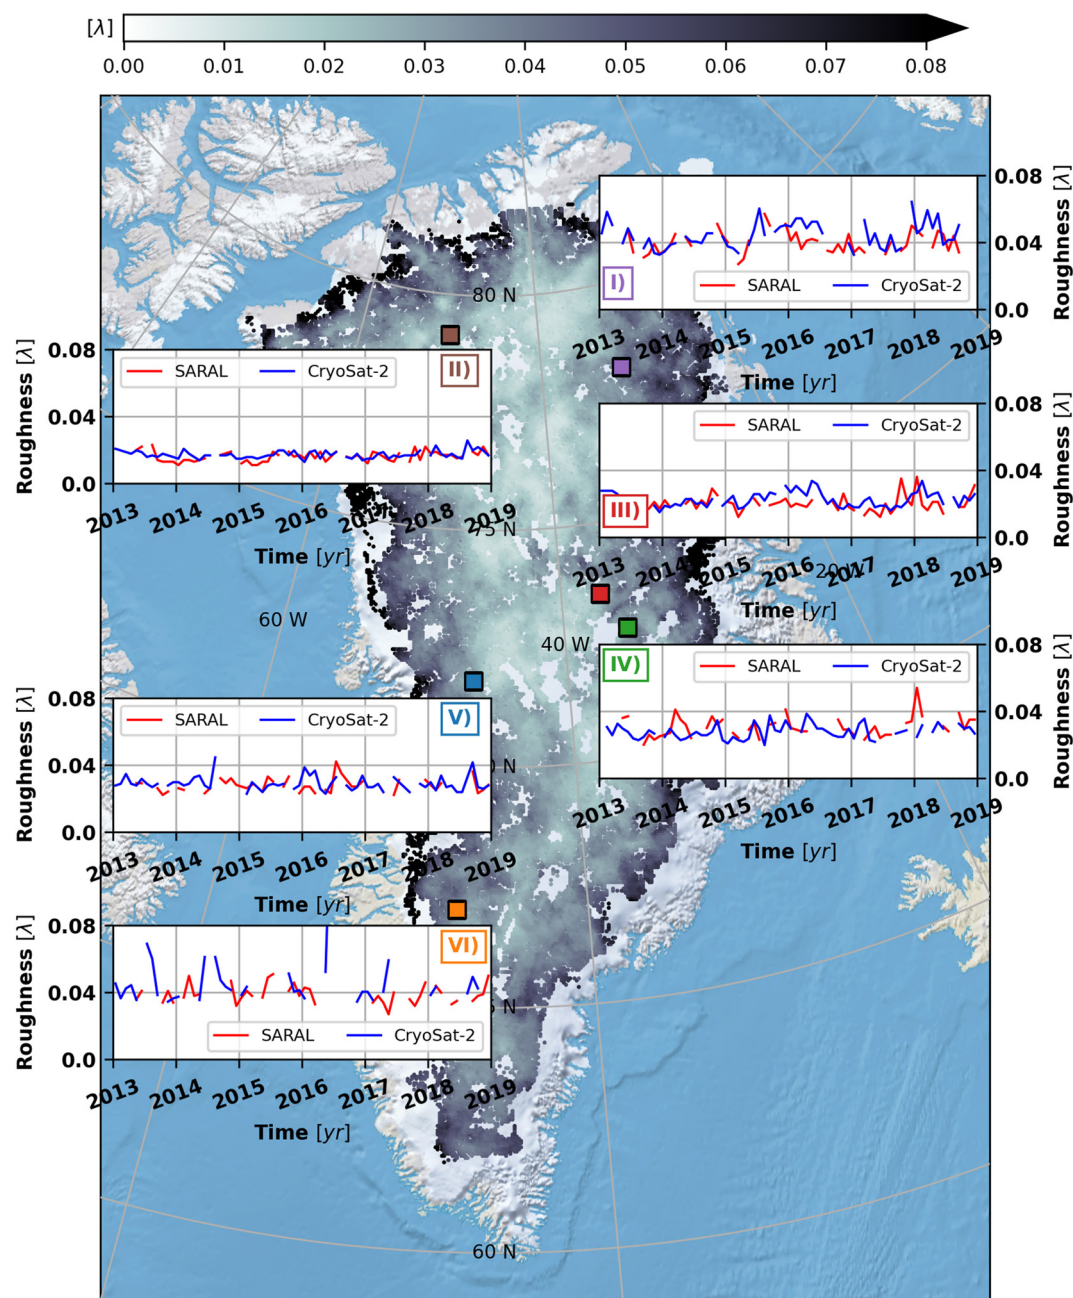 [λ]
0.00 0.01 0.02 0.03 0.04 0.05 0.06 0.07 0.08
80 N
75 N
60 W
40 W
20 W
0 N
5 N
60 N
0.08
0.04
0.0
Roughness [λ]
I)
SARAL CryoSat-2
2013 2014 2015 2016 2017 2018 2019
Time [yr]
0.08
0.04
0.0
Roughness [λ]
SARAL CryoSat-2
II)
2013 2014 2015 2016 2017 2018 2019
Time [yr]
0.08
0.04
0.0
Roughness [λ]
SARAL CryoSat-2
III)
2013 2014 2015 2016 2017 2018 2019
Time [yr]
0.08
0.04
0.0
Roughness [λ]
IV)
SARAL CryoSat-2
2013 2014 2015 2016 2017 2018 2019
Time [yr]
0.08
0.04
0.0
Roughness [λ]
SARAL CryoSat-2
V)
2013 2014 2015 2016 2017 2018 2019
Time [yr]
0.08
0.04
0.0
Roughness [λ]
VI)
SARAL CryoSat-2
2013 2014 2015 2016 2017 2018 2019
Time [yr]